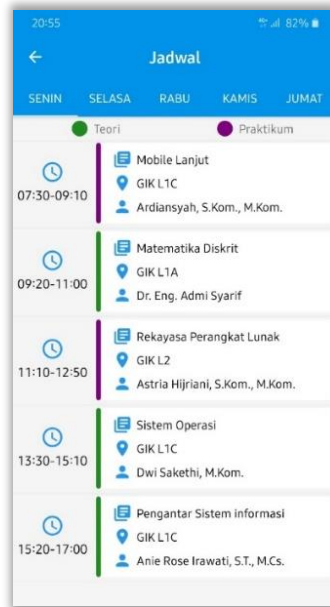 20:55 82%
Jadwal
SENIN SELASA RABU KAMIS JUMAT
Teori Praktikum
07:30-09:10
Mobile Lanjut
GIK L1C
Ardiansyah, S.Kom., M.Kom.
09:20-11:00
Matematika Diskrit
GIK L1A
Dr. Eng. Admi Syarif
11:10-12:50
Rekayasa Perangkat Lunak
GIK L2
Astria Hijriani, S.Kom., M.Kom.
13:30-15:10
Sistem Operasi
GIK L1C
Dwi Sakethi, M.Kom.
15:20-17:00
Pengantar Sistem informasi
GIK L1C
Anie Rose Irawati, S.T., M.Cs.